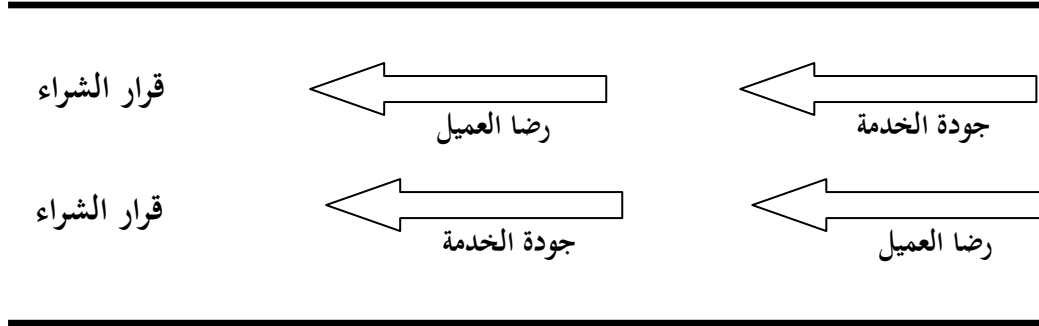 جودة الخدمة
رضا العميل
قرار الشراء
رضا العميل
جودة الخدمة
قرار الشراء